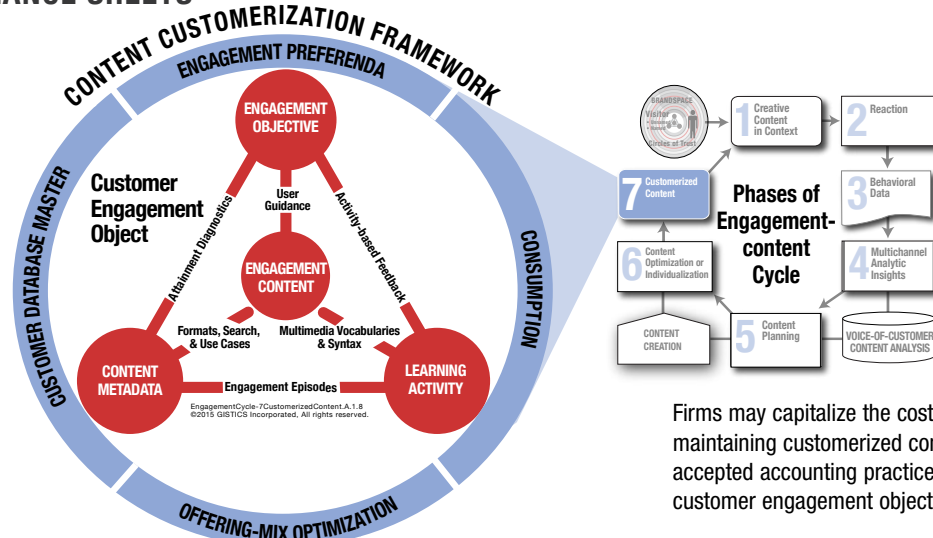 CONTENT CUSTOMERIZATION FRAMEWORK
ENGAGEMENT PREFERENDA
CUSTOMER DATABASE MASTER
CONSUMPTION
OFFERING-MIX OPTIMIZATION
Customer
Engagement
Object
ENGAGEMENT
OBJECTIVE
User
Guidance
Attainment Diagnostics
Activity-based Feedback
ENGAGEMENT
CONTENT
Formats, Search,
& Use Cases
Multimedia Vocabularies
& Syntax
CONTENT
METADATA
Engagement Episodes
LEARNING
ACTIVITY
EngagementCycle-7CustomerizedContent.A.1.8
©2015 GISTICS Incorporated, All rights reserved.
BRANDSPACE
Visitor
Circles of Trust
1
Creative
Content
in Context
2
Reaction
3
Behavioral
Data
4
Multichannel
Analytic
Insights
VOICE-OF-CUSTOMER
CONTENT ANALYSIS
5
Content
Planning
CONTENT
CREATION
6
Content
Optimization or
Individualization
7
Customerized
Content
Phases of
Engagement-
content
Cycle
Firms may capitalize the cost
maintaining customerized
accepted accounting practice
customer engagement object